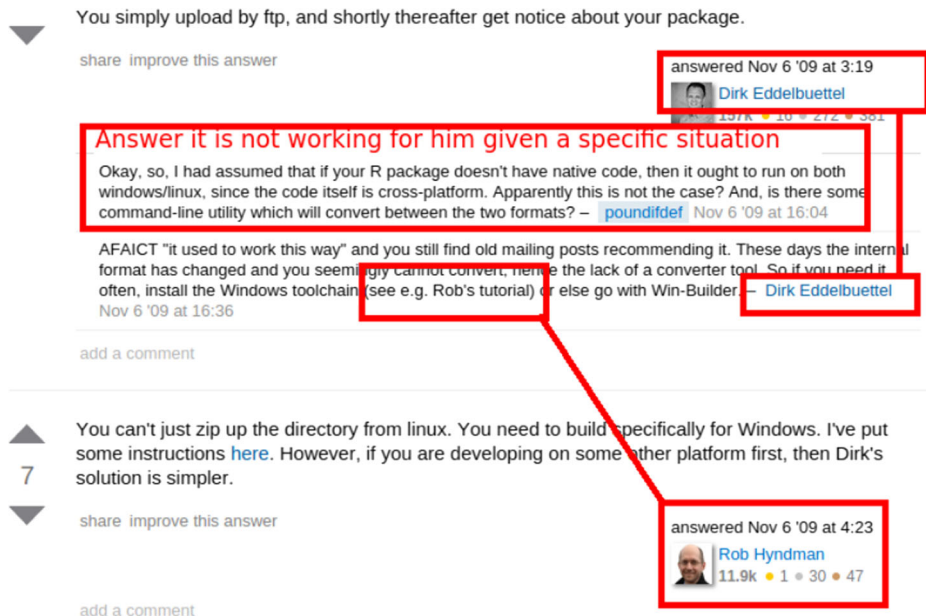 You simply upload by ftp, and shortly thereafter get notice about your package.
share improve this answer
answered Nov 6 '09 at 3:19
Dirk Eddelbuettel
157k 16 272 381
Answer it is not working for him given a specific situation
Okay, so, I had assumed that if your R package doesn't have native code, then it ought to run on both
windows/linux, since the code itself is cross-platform. Apparently this is not the case? And, is there some
command-line utility which will convert between the two formats? – poundifdef Nov 6 '09 at 16:04
AFAICT "it used to work this way" and you still find old mailing posts recommending it. These days the internal
format has changed and you seemingly cannot convert, hence the lack of a converter tool. So if you need it
often, install the Windows toolchain (see e.g. Rob's tutorial) or else go with Win-Builder. – Dirk Eddelbuettel
Nov 6 '09 at 16:36
add a comment
You can't just zip up the directory from linux. You need to build specifically for Windows. I've put
7 some instructions here. However, if you are developing on some other platform first, then Dirk's
solution is simpler.
share improve this answer
answered Nov 6 '09 at 4:23
Rob Hyndman
11.9k 1 30 47
add a comment